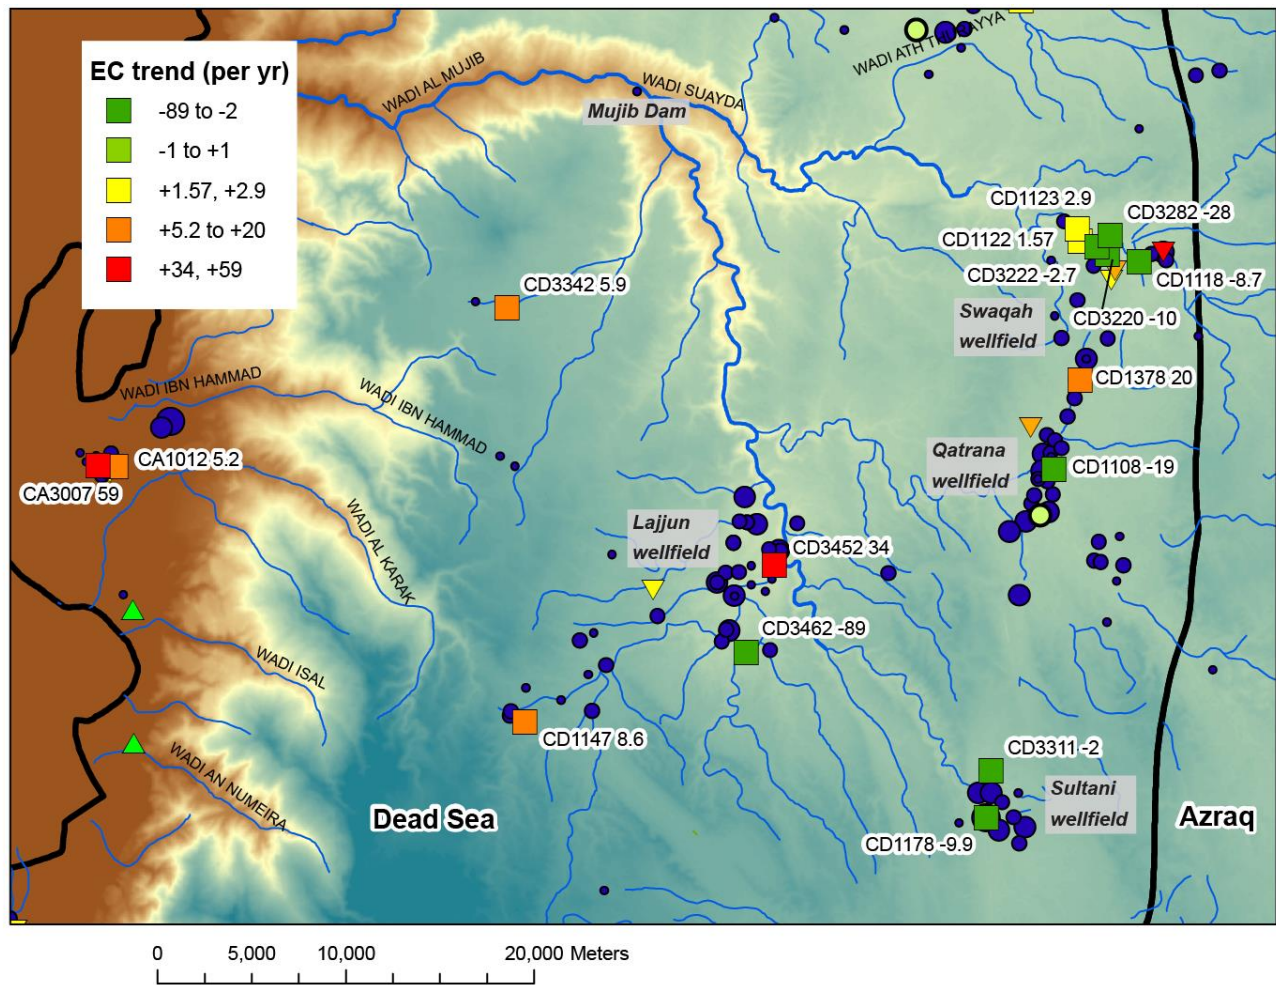 EC trend (per yr)
-89 to -2
-1 to +1
+1.57, +2.9
+5.2 to +20
+34, +59
WADI AL MUJIB
WADI SUAYDA
Mujib Dam
WADI ATH THURAYYA
CD1123 2.9
CD3282 -28
CD1122 1.57
CD3222 -2.7
CD1118 -8.7
CD3220 -10
Swaqah
wellfield
CD3342 5.9
CD1378 20
WADI IBN HAMMAD
WADI IBN HAMMAD
CA1012 5.2
CA3007 59
Qatrana
wellfield
CD1108 -19
WADI AL KARAK
Lajjun
wellfield
CD3452 34
CD3462 -89
WADI ISAL
CD1147 8.6
WADI AN NUMEIRA
CD3311 -2
Sultani
wellfield
Dead Sea
Azraq
CD1178 -9.9
0 5,000 10,000 20,000 Meters